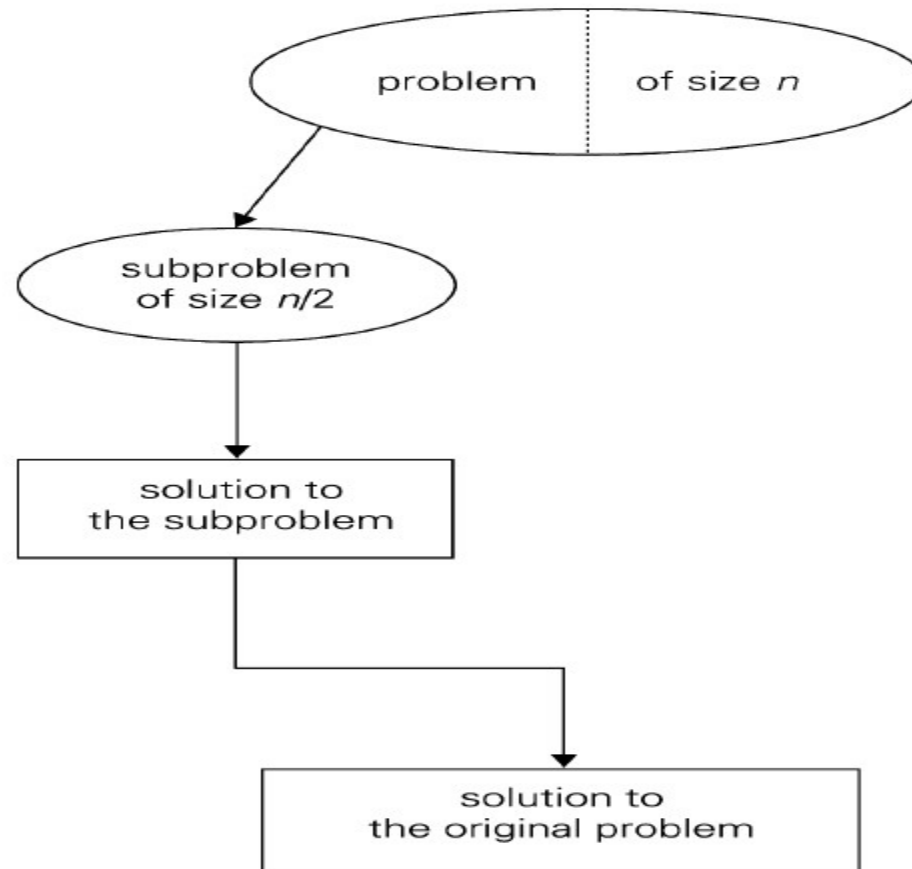 problem of size n
subproblem
of size n/2
solution to
the subproblem
solution to
the original problem